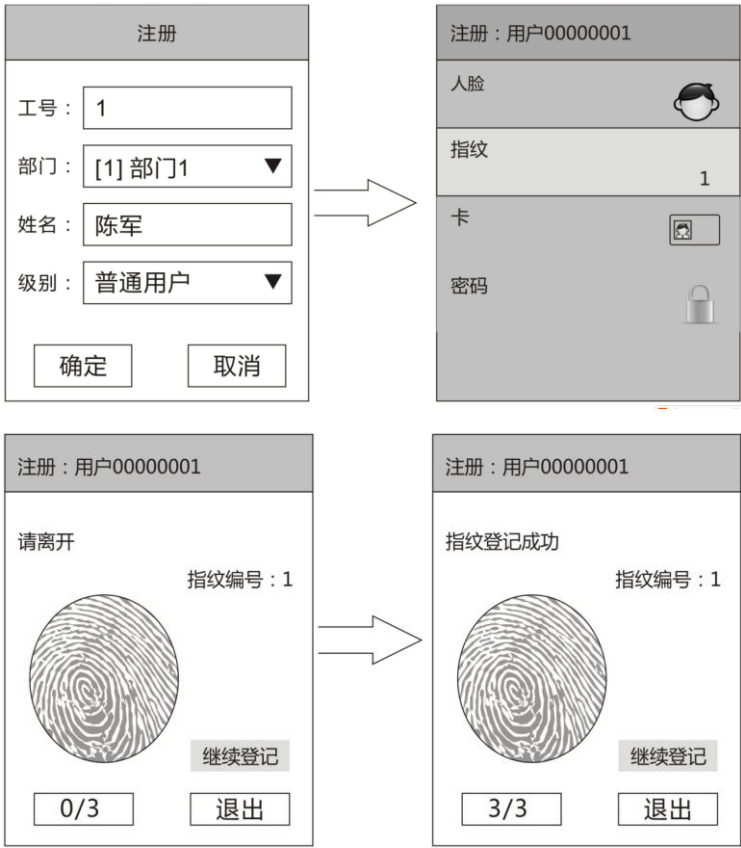 注册
工号：
1
部门：
[1] 部门1
姓名：
陈军
级别：
普通用户
确定
取消
注册：用户00000001
人脸
指纹
1
卡
密码
注册：用户00000001
请离开
指纹编号：1
继续登记
0/3
退出
注册：用户00000001
指纹登记成功
指纹编号：1
继续登记
3/3
退出